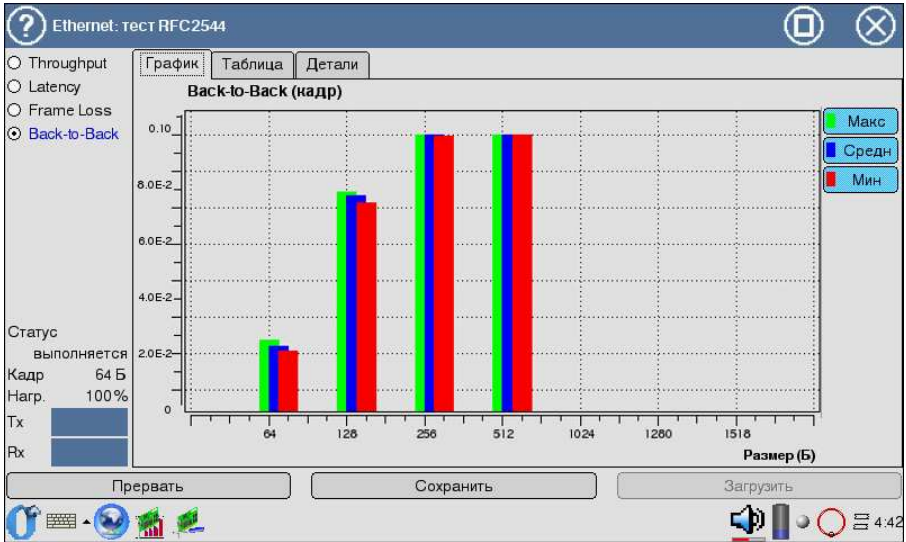 Ethernet: тест RFC2544
Throughput
Latency
Frame Loss
Back-to-Back
График Таблица Детали
Back-to-Back (кадр)
0.10
8.0E-2
6.0E-2
4.0E-2
2.0E-2
0
64 128 256 512 1024 1280 1518
Размер (Б)
Макс
Средн
Мин
Статус
выполняется
Кадр 64 Б
Нагр. 100%
Tx
Rx
Прервать Сохранить Загрузить
4:42